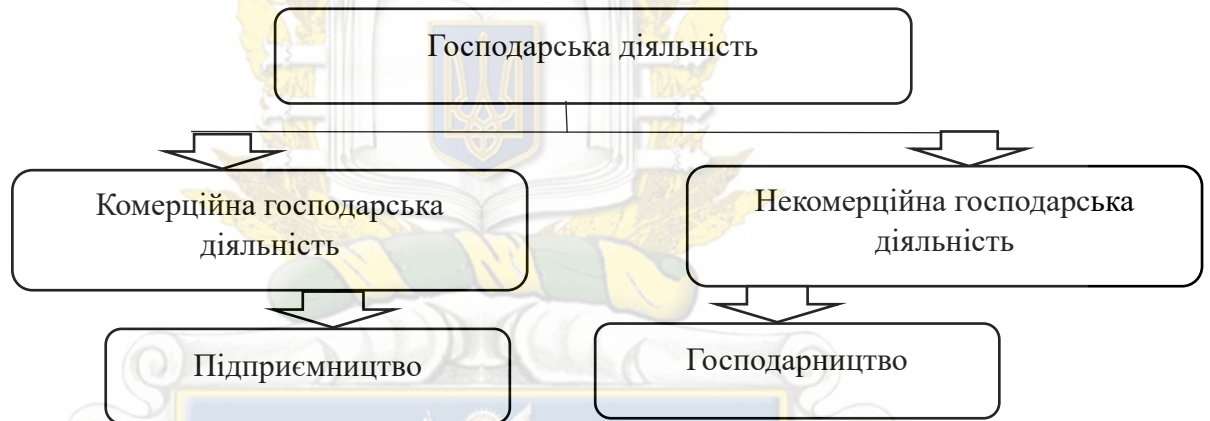 Господарська діяльність
Комерційна господарська
діяльність
Некомерційна господарська
діяльність
Підприємництво
Господарництво